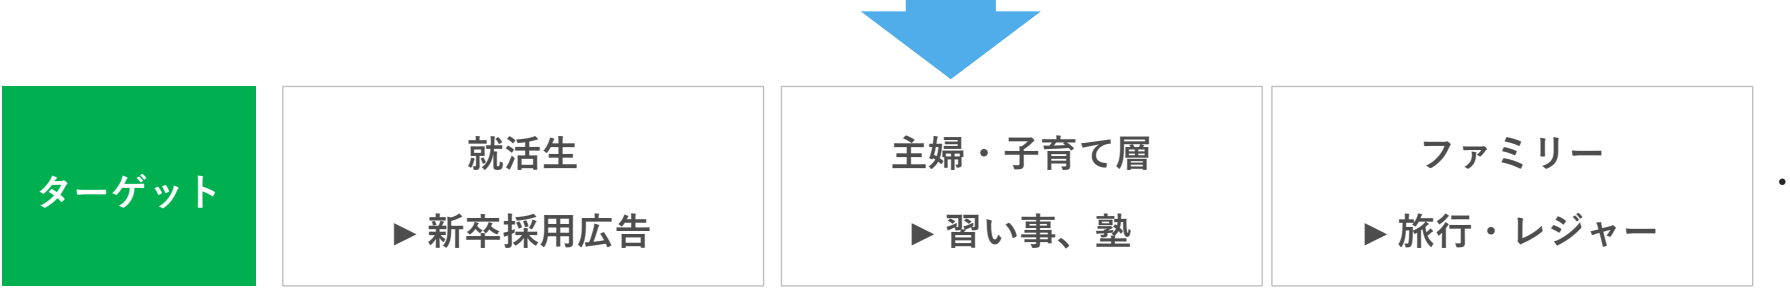 ターゲット
就活生
▶ 新卒採用広告
主婦・子育て層
▶ 習い事、塾
ファミリー
▶ 旅行・レジャー
・